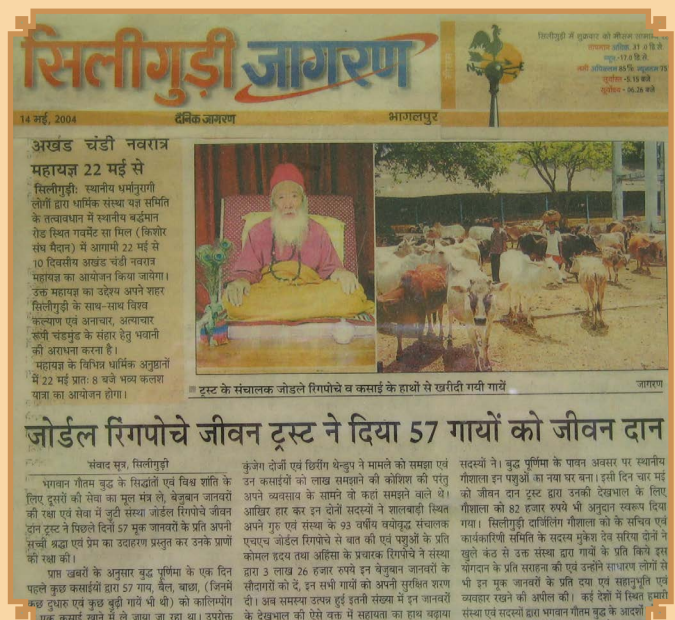 सिलीगुड़ी जागरण
सिलीगुड़ी में शुक्रवार को मौसम
14 मई, 2004
दैनिक जागरण
भागलपुर
अखंड चंडी नवरात्र
महायज्ञ 22 मई से
सिलीगुड़ी: स्थानीय धर्मानुरागी
लोगों द्वारा धार्मिक संस्था यज्ञ समिति
के तत्वावधान में स्थानीय बर्द्धमान
रोड स्थित गवर्मेंट सा मिल (किशोर
संघ मैदान) में आगामी 22 मई से
10 दिवसीय अखंड चंडी नवरात्र
महायज्ञ का आयोजन किया जायेगा।
उक्त महायज्ञ का उद्देश्य अपने शहर
सिलीगुड़ी के साथ-साथ विश्व
कल्याण एवं अनाचार, अत्याचार
रूपी चंडमुंड के संहार हेतु भवानी
की अराधना करना है।
महायज्ञ के विभिन्न धार्मिक अनुष्ठानों
में 22 मई प्रातः 8 बजे भव्य कलश
यात्रा का आयोजन होगा।
ट्रस्ट के संचालक जोडले रिंगपोचे व कसाई के हाथों से खरीदी गयी गायें
जागरण
जोर्डल रिंगपोचे जीवन ट्रस्ट ने दिया 57 गायों को जीवन दान
संवाद सूत्र, सिलीगुड़ी
भगवान गौतम बुद्ध के सिद्धांतों एवं विश्व शांति के
लिए दूसरों की सेवा का मूल मंत्र ले, बेजुबान जानवरों
की रक्षा एवं सेवा में जुटी संस्था जोर्डल रिंगपोचे जीवन
दान ट्रस्ट ने पिछले दिनों 57 मूक जानवरों के प्रति अपनी
सच्ची श्रद्धा एवं प्रेम का उदाहरण प्रस्तुत कर उनके प्राणों
की रक्षा की।
प्राप्त खबरों के अनुसार बुद्ध पूर्णिमा के एक दिन
पहले कुछ कसाईयों द्वारा 57 गाय, बैल, बाछा, (जिनमें
कुछ दुधारु एवं कुछ बुढ़ी गायें भी थी) को कालिम्पोंग
एक कसाई खाने में ले जाया जा रहा था। उपरोक्त
कुंजेग दोर्जी एवं छिरींग थेन्डुप ने मामले को समझा एवं
उन कसाईयों को लाख समझाने की कोशिश की परंतु
अपने व्यवसाय के सामने वो कहां समझने वाले थे।
आखिर हार कर इन दोनों सदस्यों ने शालबाड़ी स्थित
अपने गुरु एवं संस्था के 93 वर्षीय वयोवृद्ध संचालक
एचएच जोर्डल रिंगपोचे से बात की एवं पशुओं के प्रति
कोमल हृदय तथा अहिंसा के प्रचारक रिंगपोचे ने संस्था
द्वारा 3 लाख 26 हजार रुपये इन बेजुबान जानवरों के
सौदागरों को दे, इन सभी गायों को अपनी सुरक्षित शरण
दी। अब समस्या उत्पन्न हुई इतनी संख्या में इन जानवरों
के देखभाल की ऐसे वक्त में सहायता का हाथ बढ़ाया
सदस्यों ने। बुद्ध पूर्णिमा के पावन अवसर पर स्थानीय
गौशाला इन पशुओं का नया घर बना। इसी दिन चार मई
को जीवन दान ट्रस्ट द्वारा उनकी देखभाल के लिए
गौशाला को 82 हजार रुपये भी अनुदान स्वरूप दिया
गया। सिलीगुड़ी दार्जिलिंग गौशाला को के सचिव एवं
कार्यकारिणी समिति के सदस्य मुकेश देव सरिया दोनों ने
खुले कंठ से उक्त संस्था द्वारा गायों के प्रति किये इस
योगदान के प्रति सराहना की एवं उन्होंने साधारण लोगों से
भी इन मूक जानवरों के प्रति दया एवं सहानुभूति एवं
व्यवहार रखने की अपील की। कई देशों में स्थित हमारी
संस्था एवं सदस्यों द्वारा भगवान गौतम बुद्ध के आदर्श